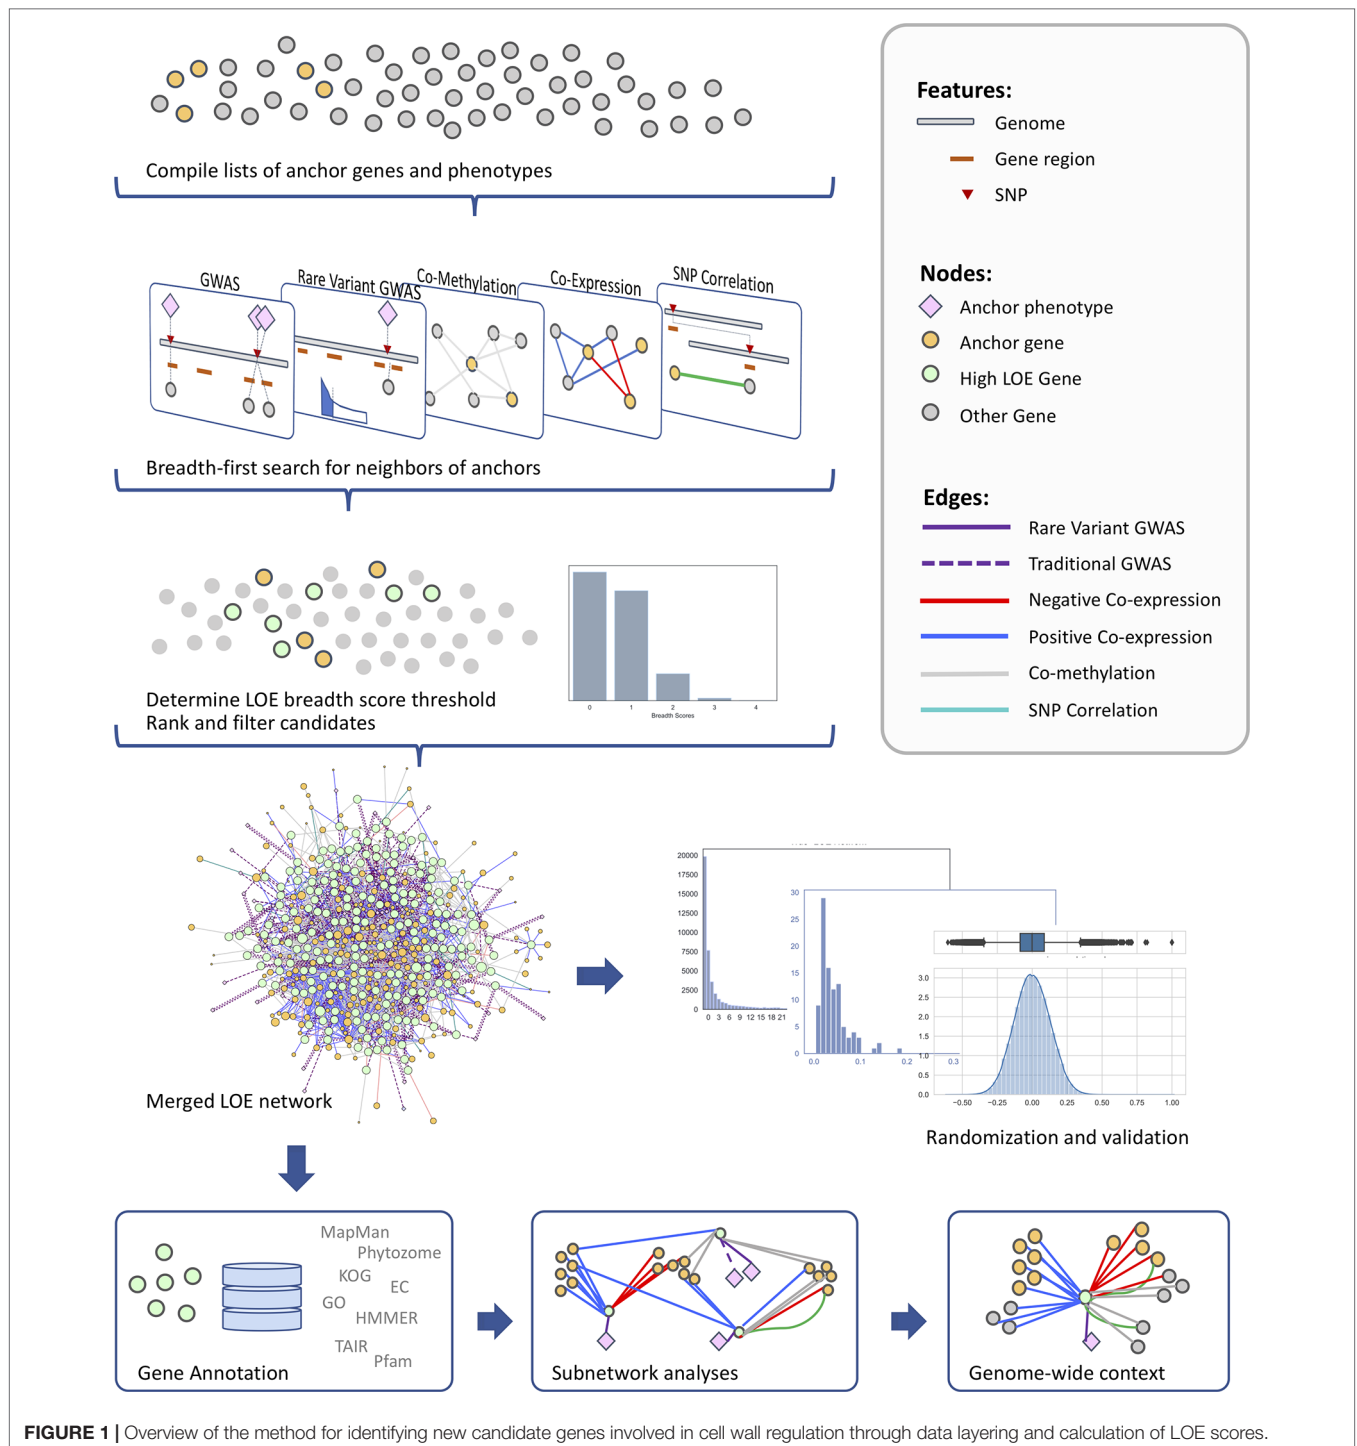 Compile lists of anchor genes and phenotypes
GWAS
Rare Variant GWAS
Co-Methylation
Co-Expression
SNP Correlation
Breadth-first search for neighbors of anchors
Determine LOE breadth score threshold
Rank and filter candidates
0 1 2 3 4
Breadth Scores
Features:
Genome
Gene region
SNP
Nodes:
Anchor phenotype
Anchor gene
High LOE Gene
Other Gene
Edges:
Rare Variant GWAS
Traditional GWAS
Negative Co-expression
Positive Co-expression
Co-methylation
SNP Correlation
Merged LOE network
20000
17500
15000
12500
10000
7500
5000
2500
0
0 3 6 9 12 15 18 21
30
25
20
15
10
5
0
0.0 0.1 0.2 0.3
3.0
2.5
2.0
1.5
1.0
0.5
0.0
−0.50 −0.25 0.00 0.25 0.50 0.75 1.00
Randomization and validation
MapMan
Phytozome
KOG
EC
GO
HMMER
TAIR
Pfam
Gene Annotation
Subnetwork analyses
Genome-wide context
FIGURE 1 | Overview of the method for identifying new candidate genes involved in cell wall regulation through data layering and calculation of LOE scores.